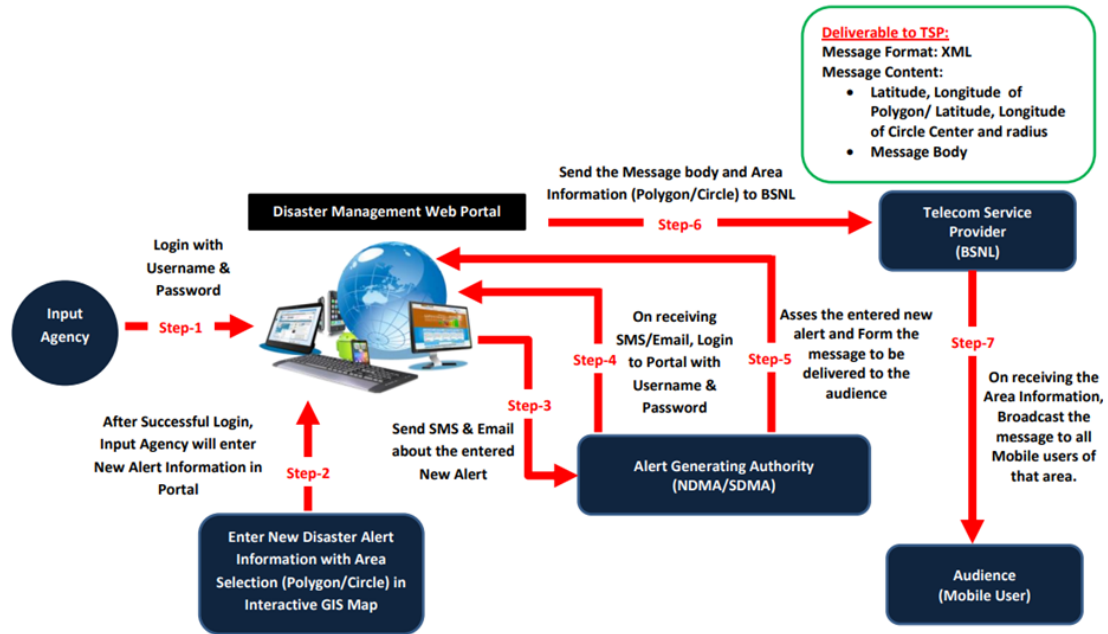 Deliverable to TSP:
Message Format: XML
Message Content:
• Latitude, Longitude of
Polygon/ Latitude, Longitude
of Circle Center and radius
• Message Body
Send the Message body and Area
Information (Polygon/Circle) to BSNL
Disaster Management Web Portal
Step-6
Telecom Service
Provider
(BSNL)
Login with
Username &
Password
Input
Agency
Step-1
On receiving
SMS/Email, Login
to Portal with
Username &
Password
Step-4
Step-5
Asses the entered new
alert and Form the
message to be
delivered to the
audience
Step-7
On receiving the
Area Information,
Broadcast the
message to all
Mobile users of
that area.
After Successful Login,
Input Agency will enter
New Alert Information in
Portal
Step-2
Step-3
Send SMS & Email
about the entered
New Alert
Alert Generating Authority
(NDMA/SDMA)
Enter New Disaster Alert
Information with Area
Selection (Polygon/Circle) in
Interactive GIS Map
Audience
(Mobile User)